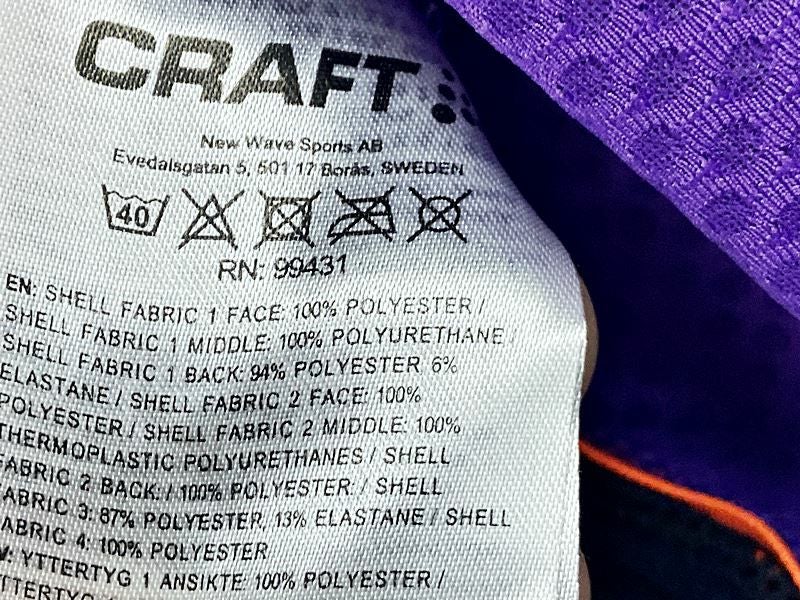 CRAFT
New Wave Sports AB
Evedalsgatan 5, 501 17 Borås, SWEDEN
40
RN: 99431
EN: SHELL FABRIC 1 FACE: 100% POLYESTER /
SHELL FABRIC 1 MIDDLE: 100% POLYURETHANE /
SHELL FABRIC 1 BACK: 94% POLYESTER, 6%
ELASTANE / SHELL FABRIC 2 FACE: 100%
POLYESTER / SHELL FABRIC 2 MIDDLE: 100%
THERMOPLASTIC POLYURETHANES / SHELL
FABRIC 2 BACK: / 100% POLYESTER: / SHELL
FABRIC 3: 87% POLYESTER, 13% ELASTANE / SHELL
FABRIC 4: 100% POLYESTER
YTTERTYG 1 ANSIKTE: 100% POLYESTER /